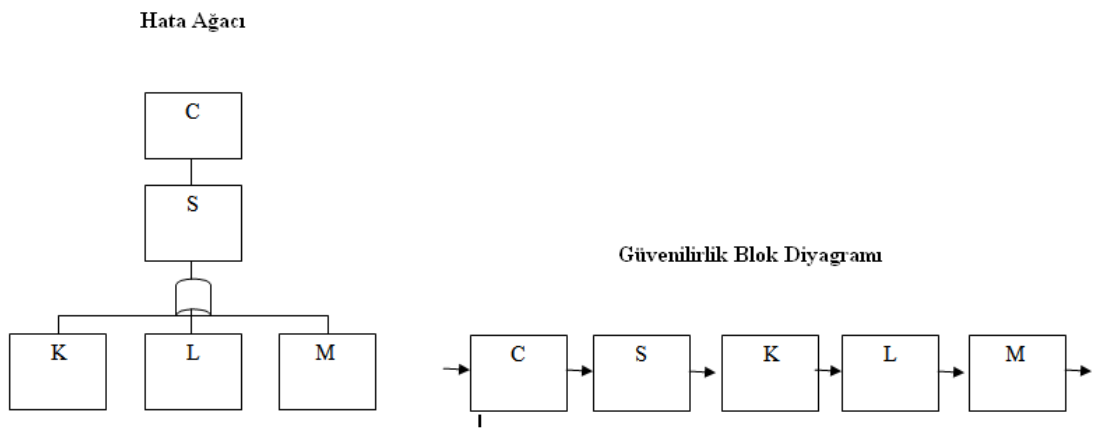 Hata Ağacı
C
S
K L M
Güvenilirlik Blok Diyagramı
C S K L M